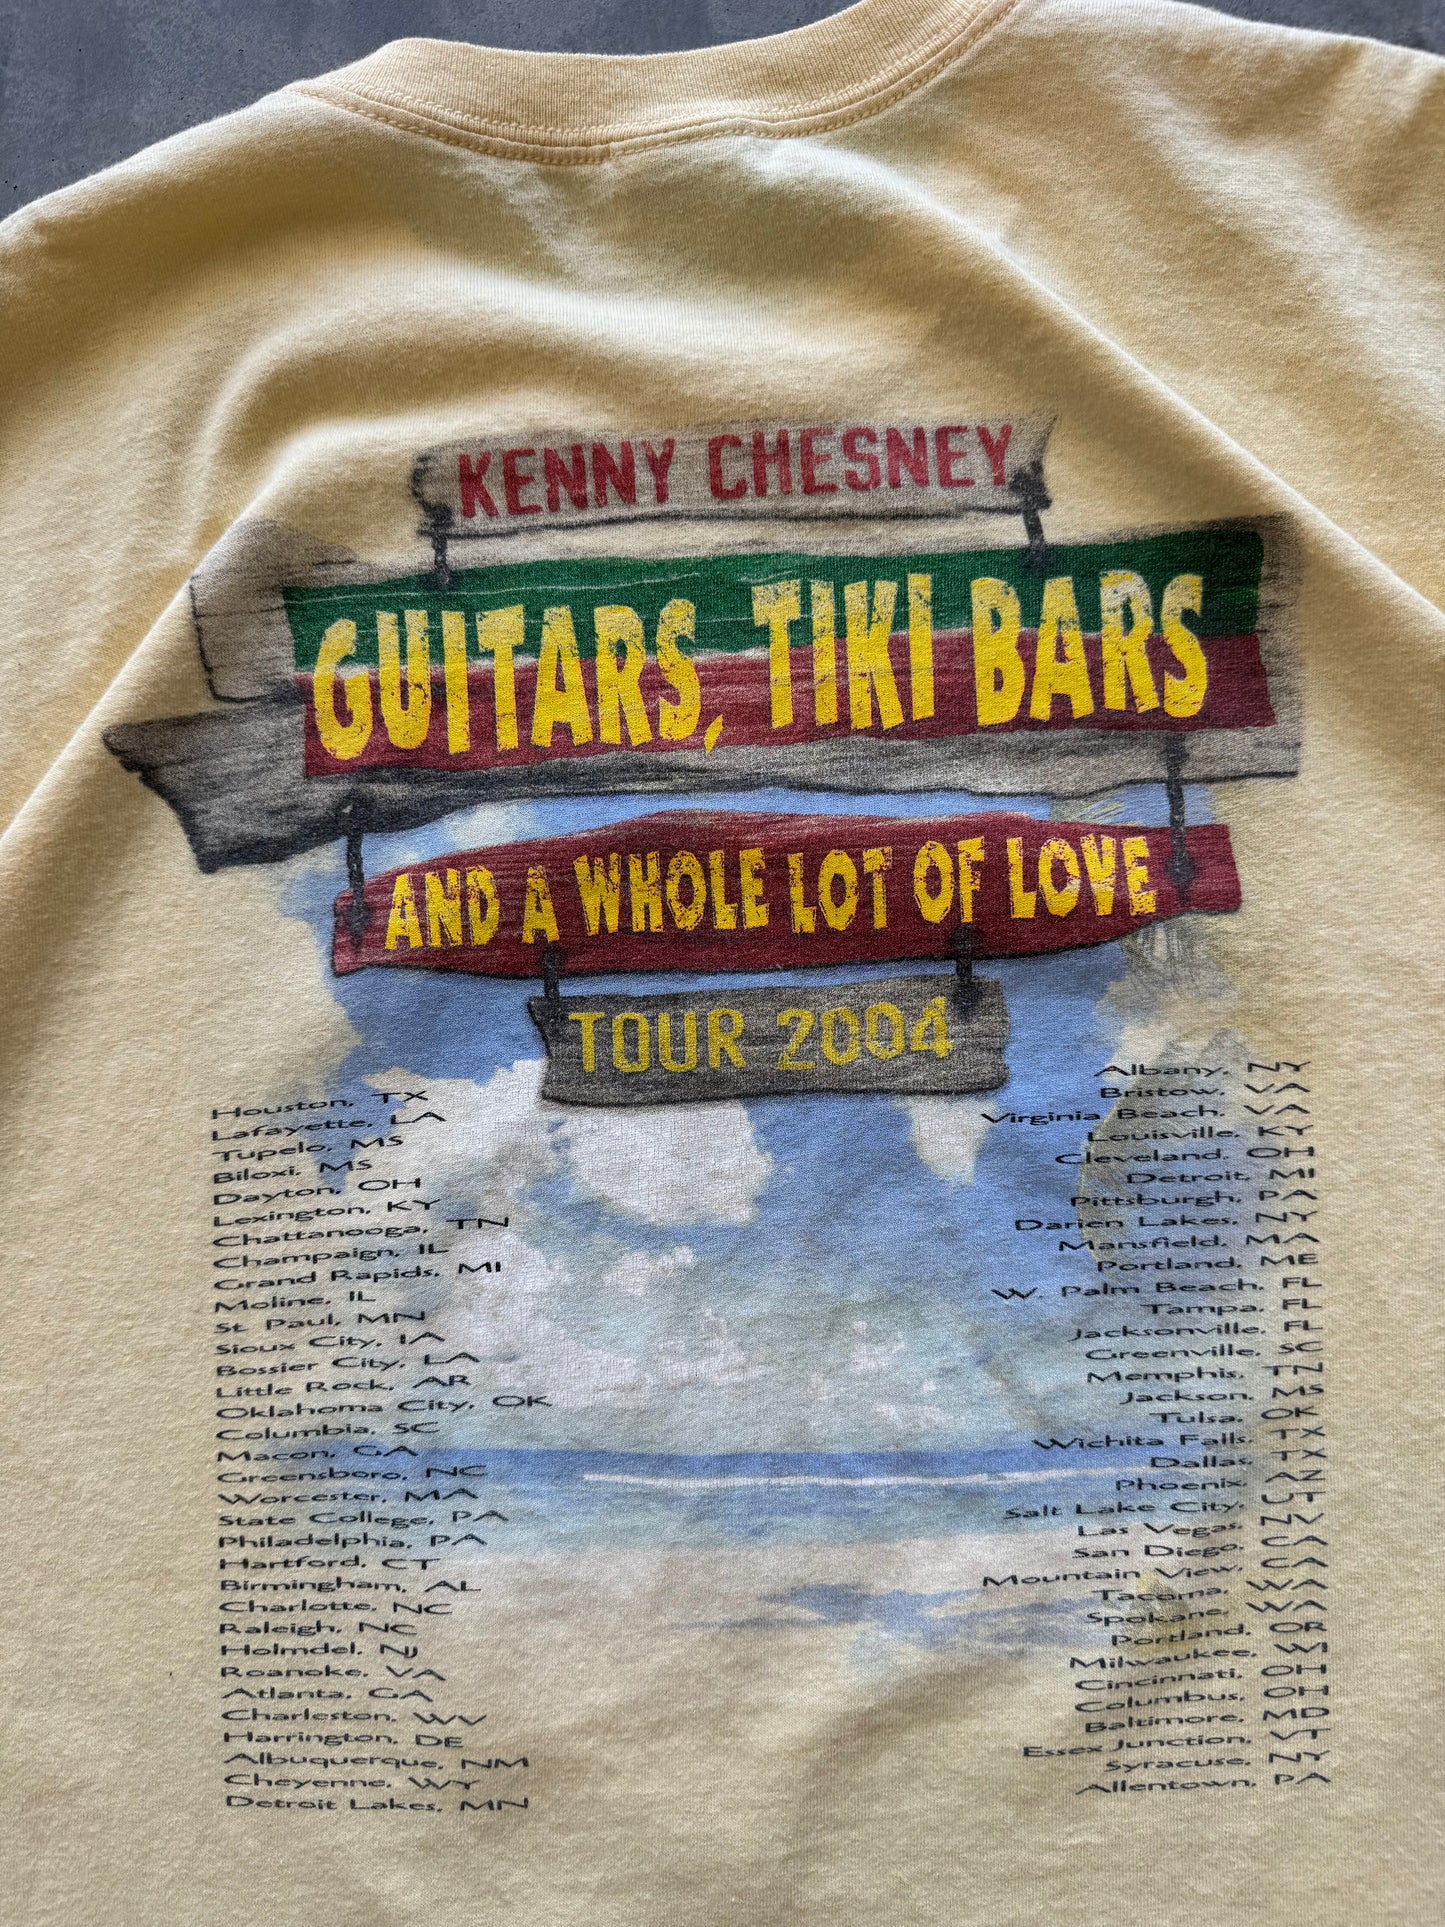 KENNY CHESNEY
GUITARS, TIKI BARS
AND A WHOLE LOT OF LOVE
TOUR 2004
Houston, TX
Lafayette, LA
Tupelo, MS
Biloxi, MS
Dayton, OH
Lexington, KY
Chattanooga, TN
Champaign, IL
Grand Rapids, MI
Moline, IL
St Paul, MN
Sioux City, IA
Bossier City, LA
Little Rock, AR
Oklahoma City, OK
Columbia, SC
Macon, GA
Greensboro, NC
Worcester, MA
State College, PA
Philadelphia, PA
Hartford, CT
Birmingham, AL
Charlotte, NC
Raleigh, NC
Holmdel, NJ
Roanoke, VA
Atlanta, GA
Charleston, WV
Harrington, DE
Albuquerque, NM
Cheyenne, WY
Detroit Lakes, MN
Albany, NY
Bristow, VA
Virginia Beach, VA
Louisville, KY
Cleveland, OH
Detroit, MI
Pittsburgh, PA
Darien Lakes, NY
Mansfield, MA
Portland, ME
W. Palm Beach, FL
Tampa, FL
Jacksonville, FL
Greenville, SC
Memphis, TN
Jackson, MS
Tulsa, OK
Wichita Falls, TX
Dallas, TX
Phoenix, AZ
Salt Lake City, UT
Las Vegas, NV
San Diego, CA
Mountain View, CA
Tacoma, WA
Spokane, WA
Portland, OR
Milwaukee, WI
Cincinnati, OH
Columbus, OH
Baltimore, MD
Essex Junction, VT
Syracuse, NY
Allentown, PA